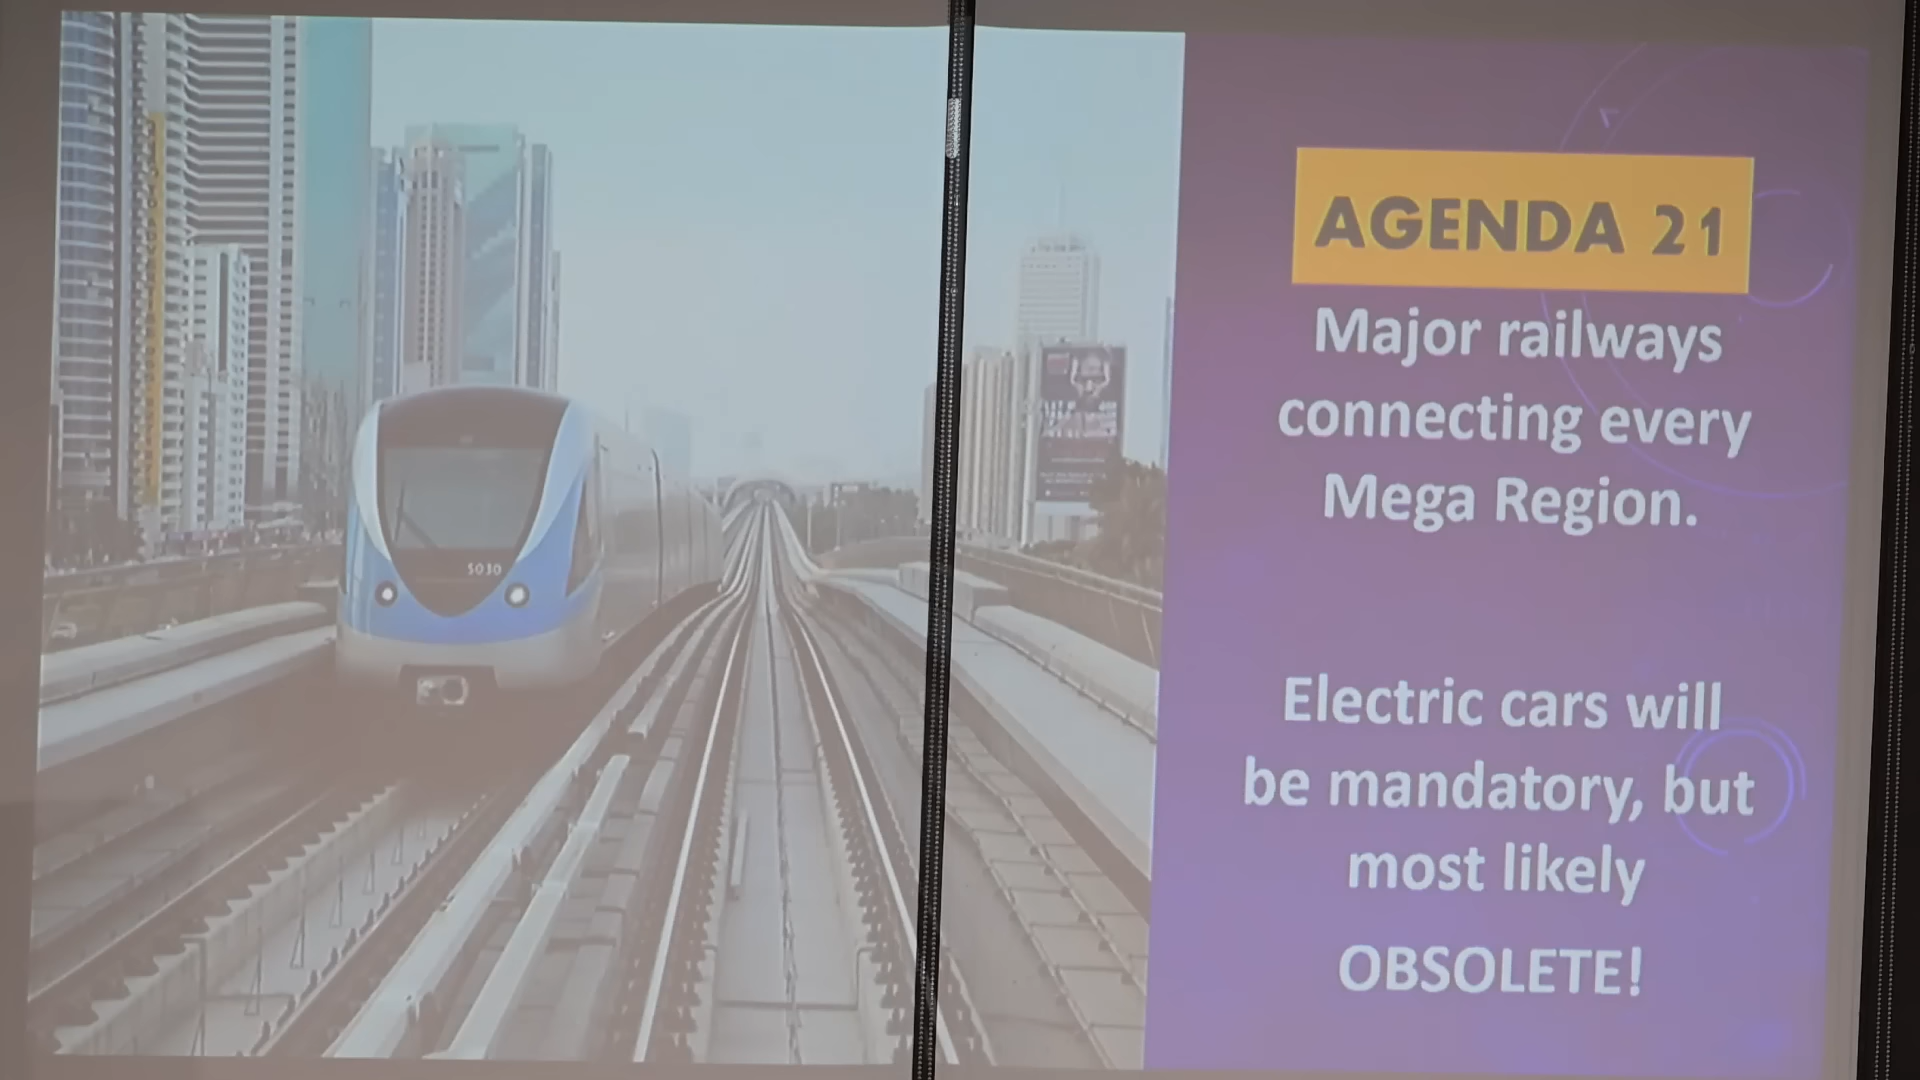 AGENDA 21
Major railways
connecting every
Mega Region.
Electric cars will
be mandatory, but
most likely
OBSOLETE!
5030